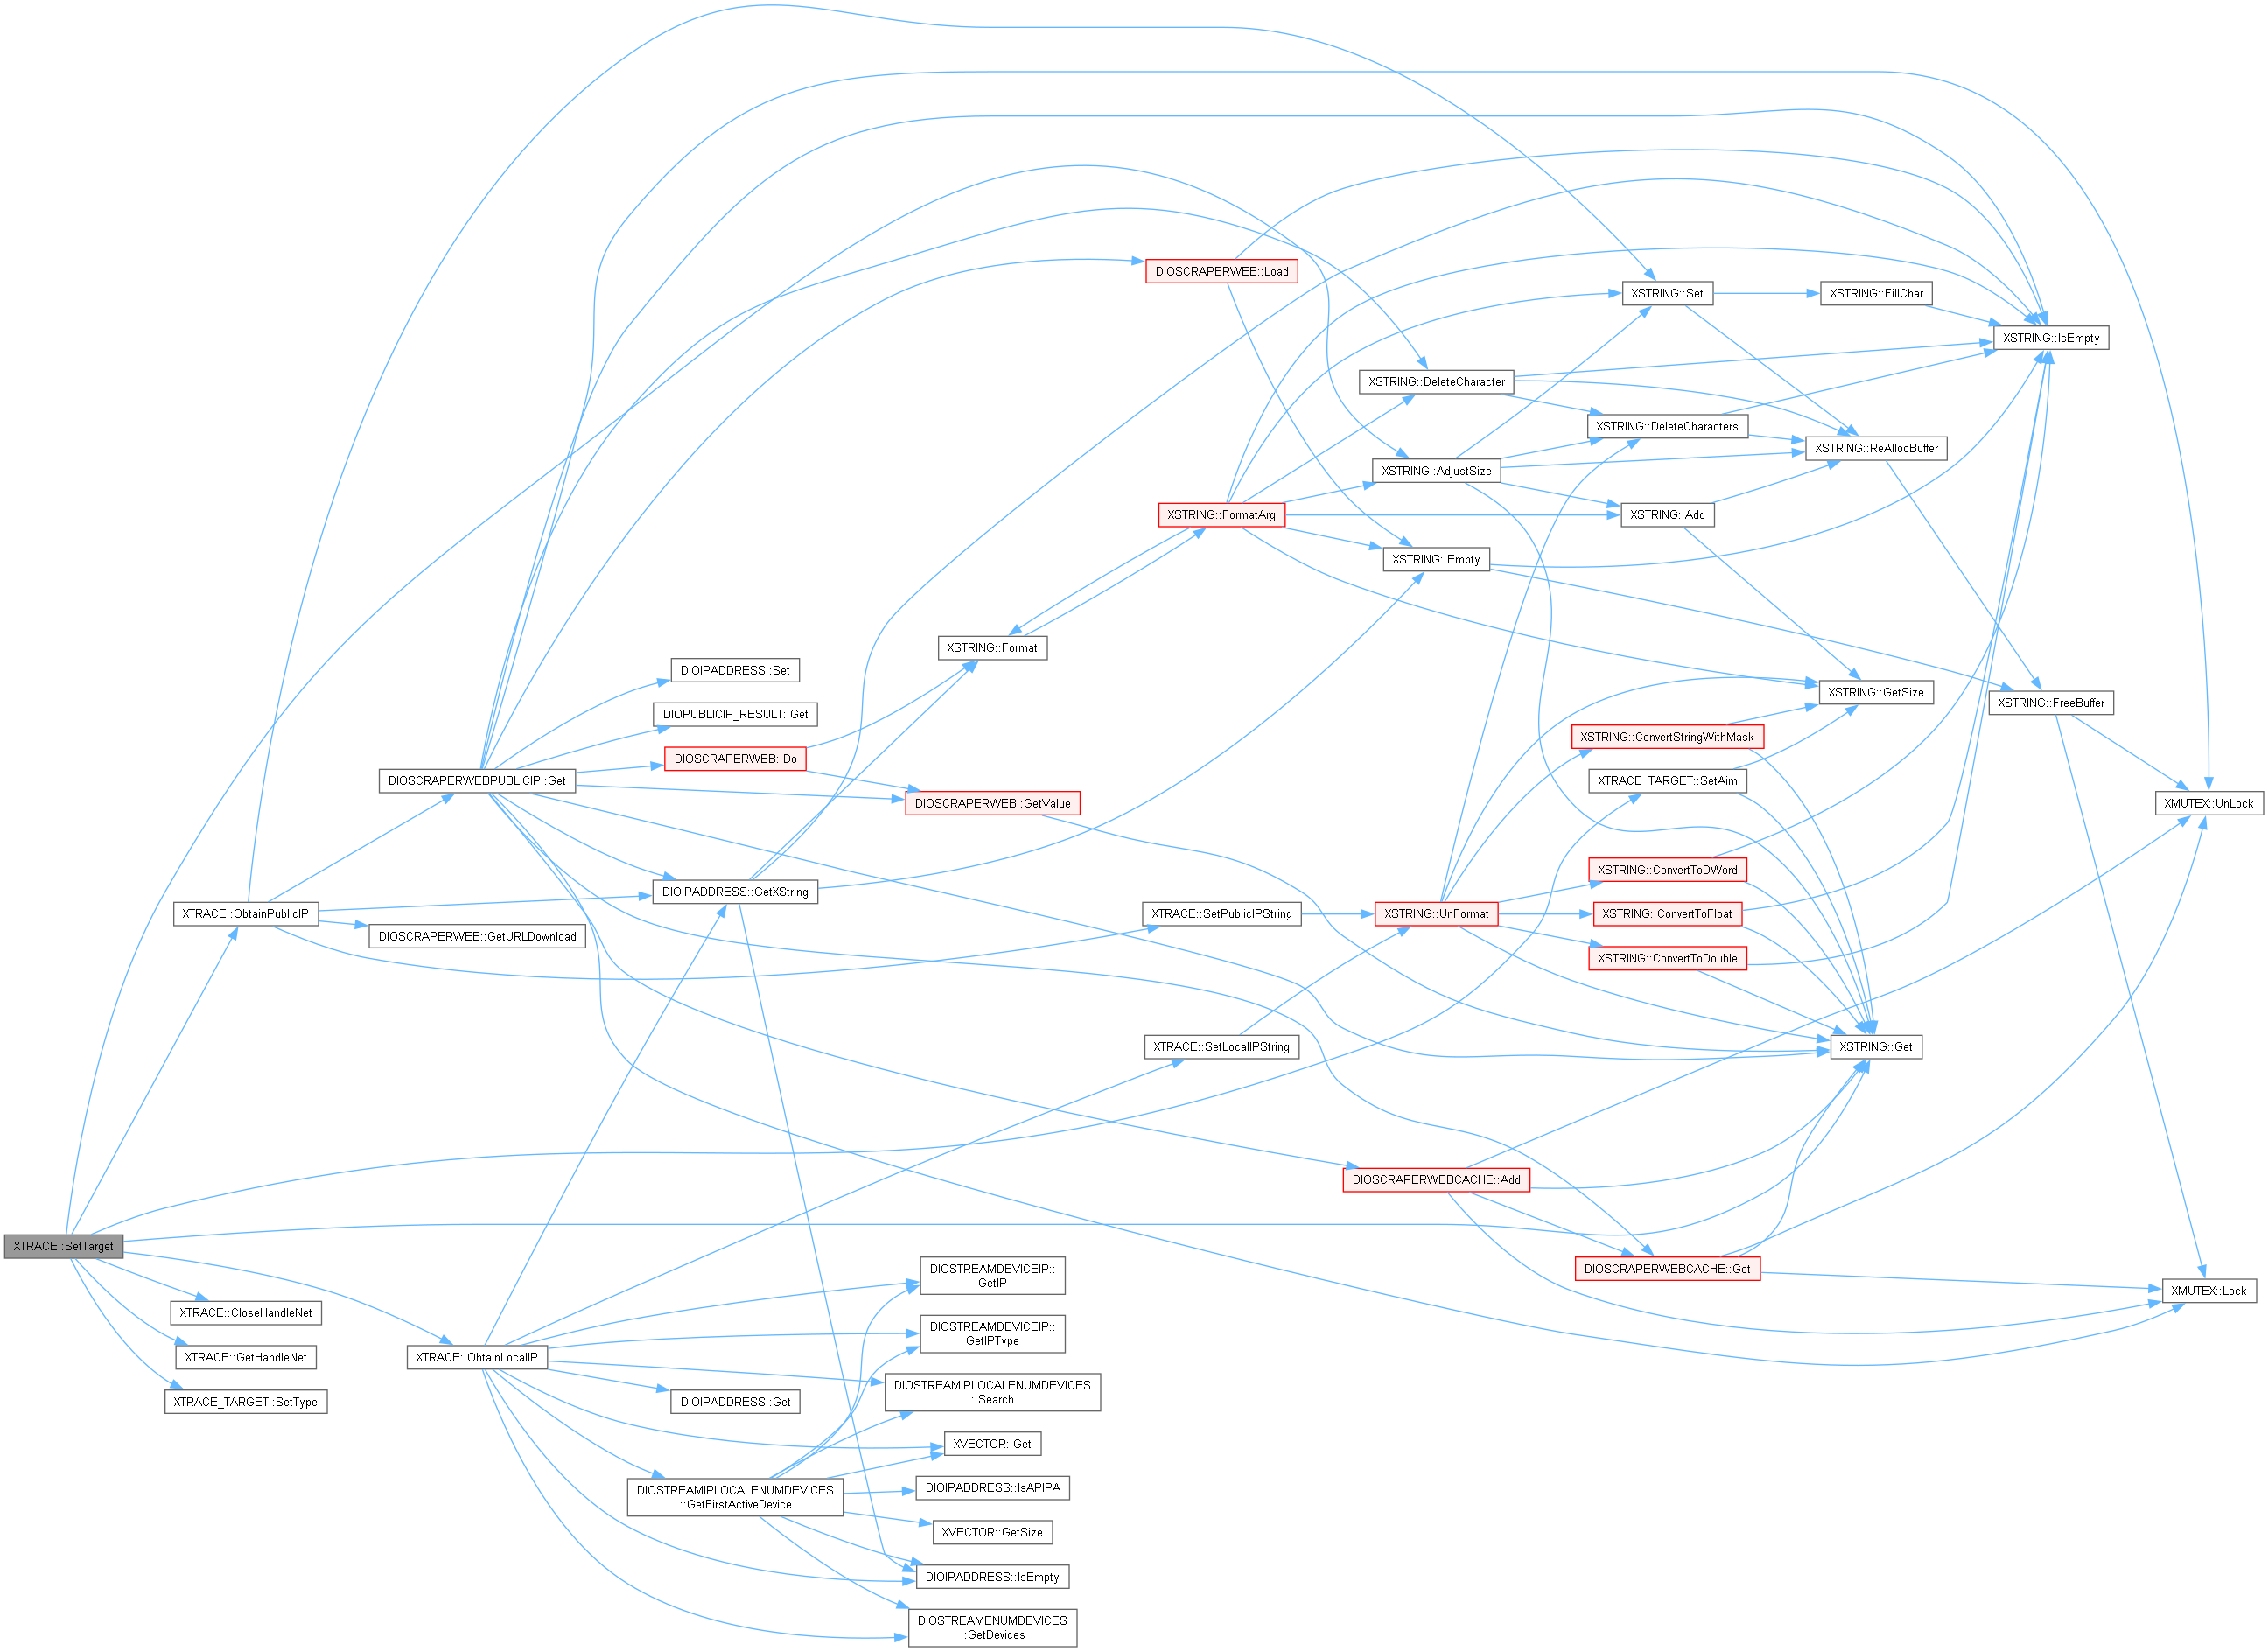 DIOSCRAPERWEB::Load
XSTRING::Set
XSTRING::FillChar
XSTRING::IsEmpty
XSTRING::DeleteCharacter
XSTRING::DeleteCharacters
XSTRING::ReAllocBuffer
XSTRING::AdjustSize
XSTRING::FormatArg
XSTRING::Add
XSTRING::Empty
XSTRING::Format
DIOIPADDRESS::Set
XSTRING::GetSize
XSTRING::FreeBuffer
DIOPUBLICIP_RESULT::Get
XSTRING::ConvertStringWithMask
DIOSCRAPERWEB::Do
DIOSCRAPERWEBPUBLICIP::Get
XTRACE_TARGET::SetAim
DIOSCRAPERWEB::GetValue
XMUTEX::UnLock
XSTRING::ConvertToDWord
DIOIPADDRESS::GetXString
XTRACE::ObtainPublicIP
XTRACE::SetPublicIPString
XSTRING::UnFormat
XSTRING::ConvertToFloat
DIOSCRAPERWEB::GetURLDownload
XSTRING::ConvertToDouble
XTRACE::SetLocalIPString
XSTRING::Get
DIOSCRAPERWEBCACHE::Add
XTRACE::SetTarget
DIOSTREAMDEVICEIP::
GetIP
DIOSCRAPERWEBCACHE::Get
XMUTEX::Lock
XTRACE::CloseHandleNet
DIOSTREAMDEVICEIP::
GetIPType
XTRACE::GetHandleNet
XTRACE::ObtainLocalIP
DIOSTREAMIPLOCALENUMDEVICES
::Search
XTRACE_TARGET::SetType
DIOIPADDRESS::Get
XVECTOR::Get
DIOSTREAMIPLOCALENUMDEVICES
::GetFirstActiveDevice
DIOIPADDRESS::IsAPIPA
XVECTOR::GetSize
DIOIPADDRESS::IsEmpty
DIOSTREAMENUMDEVICES
::GetDevices